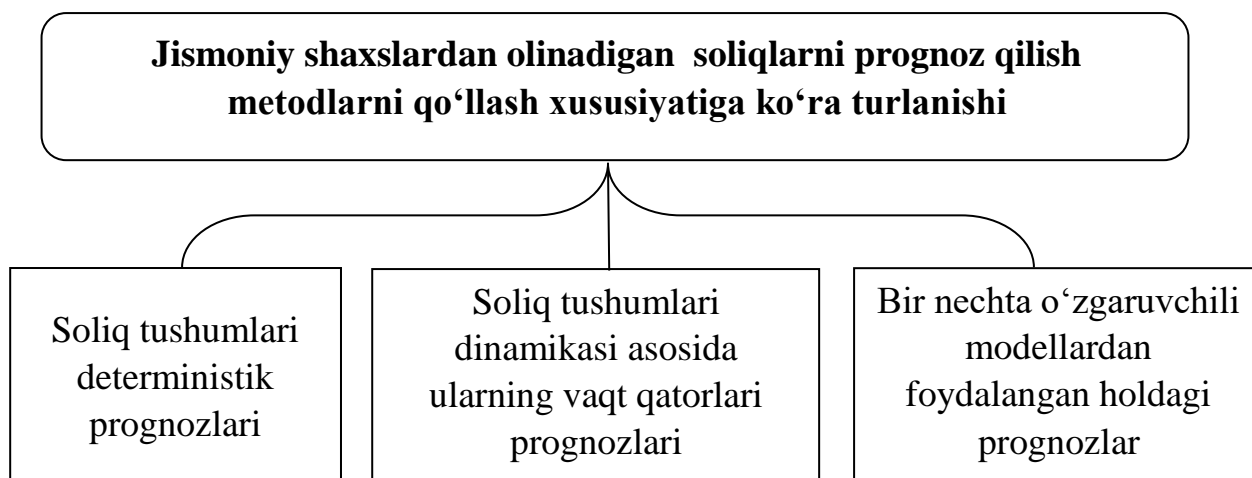 Jismoniy shaxslardan olinadigan soliqlarni prognoz qilish
metodlarni qo‘llash xususiyatiga ko‘ra turlanishi
Soliq tushumlari
deterministik
prognozlari
Soliq tushumlari
dinamikasi asosida
ularning vaqt qatorlari
prognozlari
Bir nechta o‘zgaruvchili
modellardan
foydalangan holdagi
prognozlar